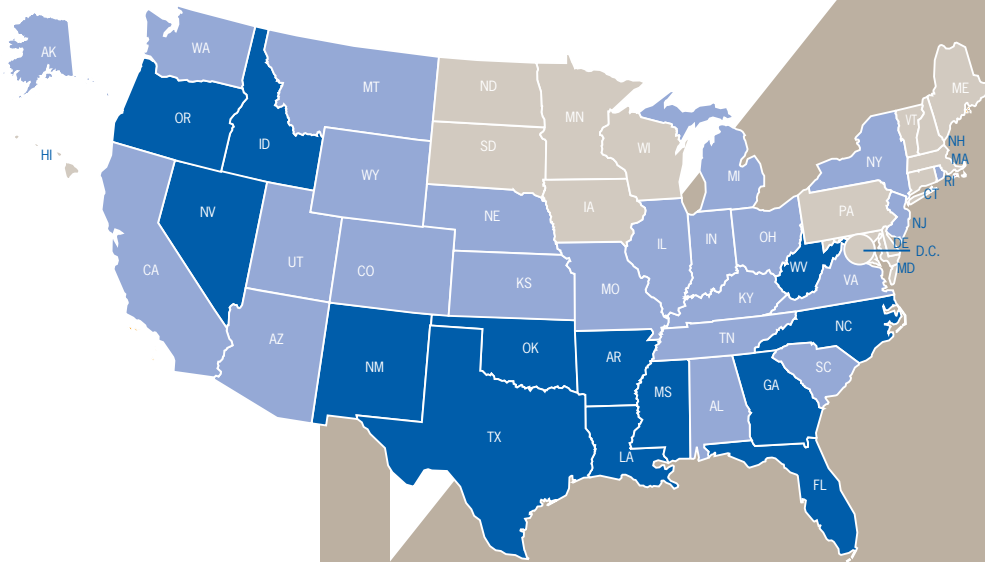 AK
WA
MT
ND
MN
ME
VT
OR
ID
SD
WI
NH
MA
HI
WY
MI
NY
RI
CT
NV
NE
IA
PA
NJ
IL
IN
OH
DE
D.C.
UT
CO
CA
KS
MO
WV
VA
MD
KY
AZ
NM
OK
AR
TN
NC
SC
MS
AL
GA
TX
LA
FL